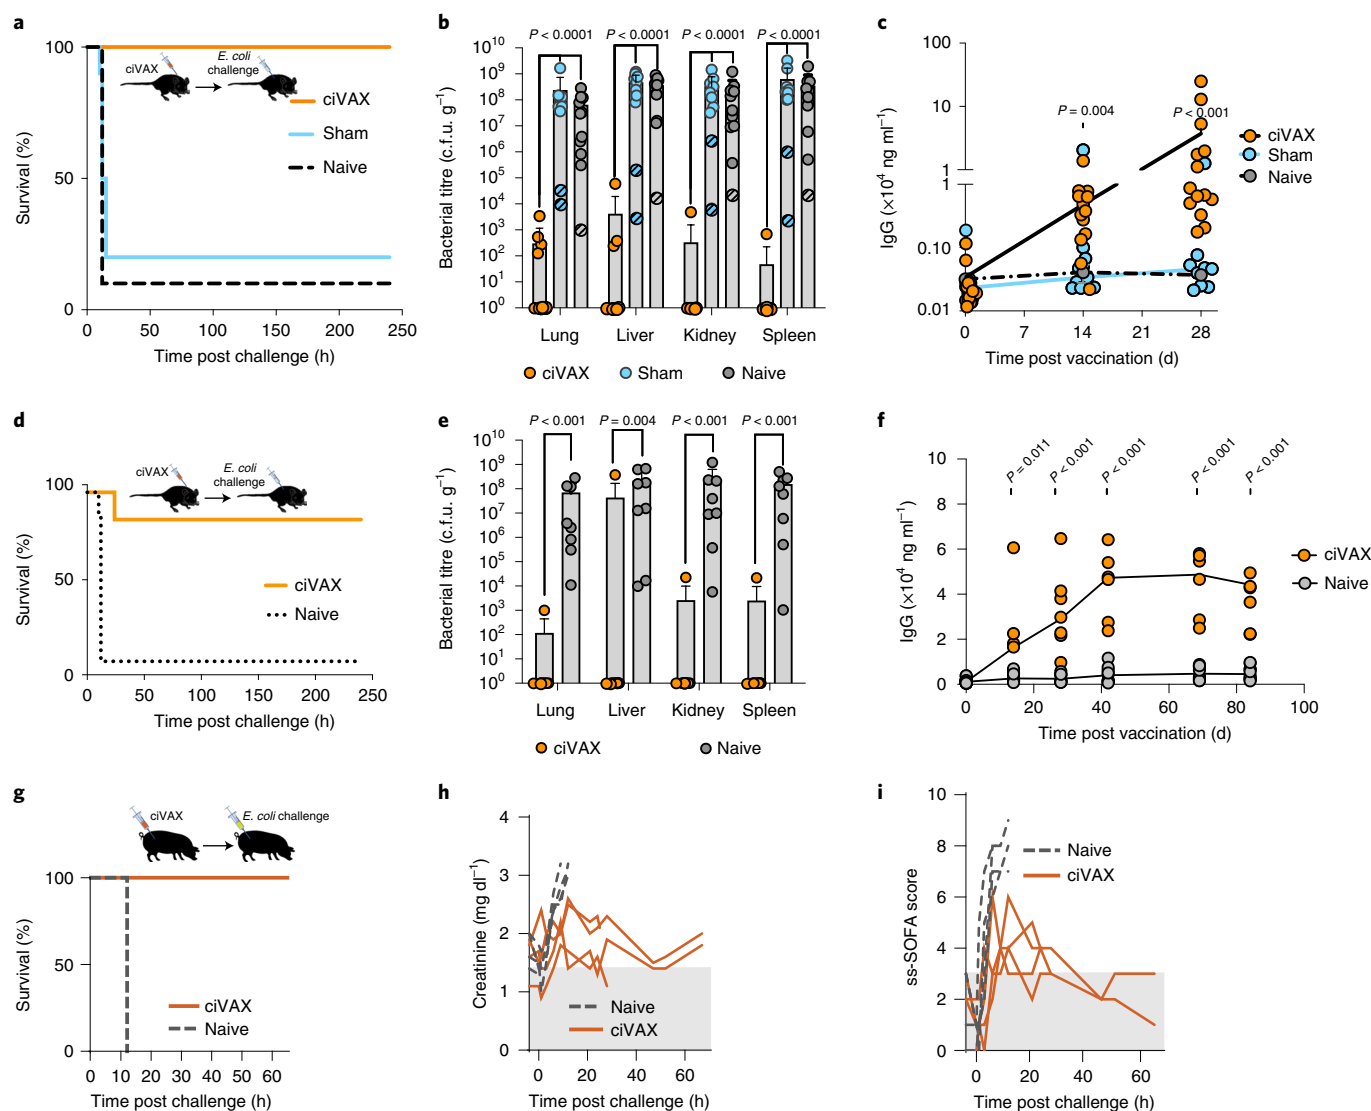 a
100
50
0
Survival (%)
0 50 100 150 200 250
Time post challenge (h)
ciVAX
E. coli
challenge
ciVAX
Sham
Naive
b
P < 0.0001 P < 0.0001 P < 0.0001 P < 0.0001
10¹⁰
10⁹
10⁸
10⁷
10⁶
10⁵
10⁴
10³
10²
10¹
10⁰
Bacterial titre (c.f.u. g⁻¹)
Lung Liver Kidney Spleen
ciVAX Sham Naive
c
100
10
1
1
0.10
0.01
IgG (×10⁴ ng ml⁻¹)
P = 0.004
P < 0.001
ciVAX
Sham
Naive
0 7 14 21 28
Time post vaccination (d)
d
100
50
0
Survival (%)
ciVAX
E. coli
challenge
ciVAX
Naive
0 50 100 150 200 250
Time post challenge (h)
e
P < 0.001 P = 0.004 P < 0.001 P < 0.001
10¹⁰
10⁹
10⁸
10⁷
10⁶
10⁵
10⁴
10³
10²
10¹
10⁰
Bacterial titre (c.f.u. g⁻¹)
Lung Liver Kidney Spleen
ciVAX Naive
f
P = 0.011
P < 0.001
P < 0.001
P < 0.001
P < 0.001
10
8
6
4
2
0
IgG (×10⁴ ng ml⁻¹)
ciVAX
Naive
0 20 40 60 80 100
Time post vaccination (d)
g
ciVAX
E. coli challenge
100
50
0
Survival (%)
ciVAX
Naive
0 10 20 30 40 50 60
Time post challenge (h)
h
4
3
2
1
0
Creatinine (mg dl⁻¹)
Naive
ciVAX
0 20 40 60
Time post challenge (h)
i
10
8
6
4
2
0
ss-SOFA score
Naive
ciVAX
0 20 40 60
Time post challenge (h)